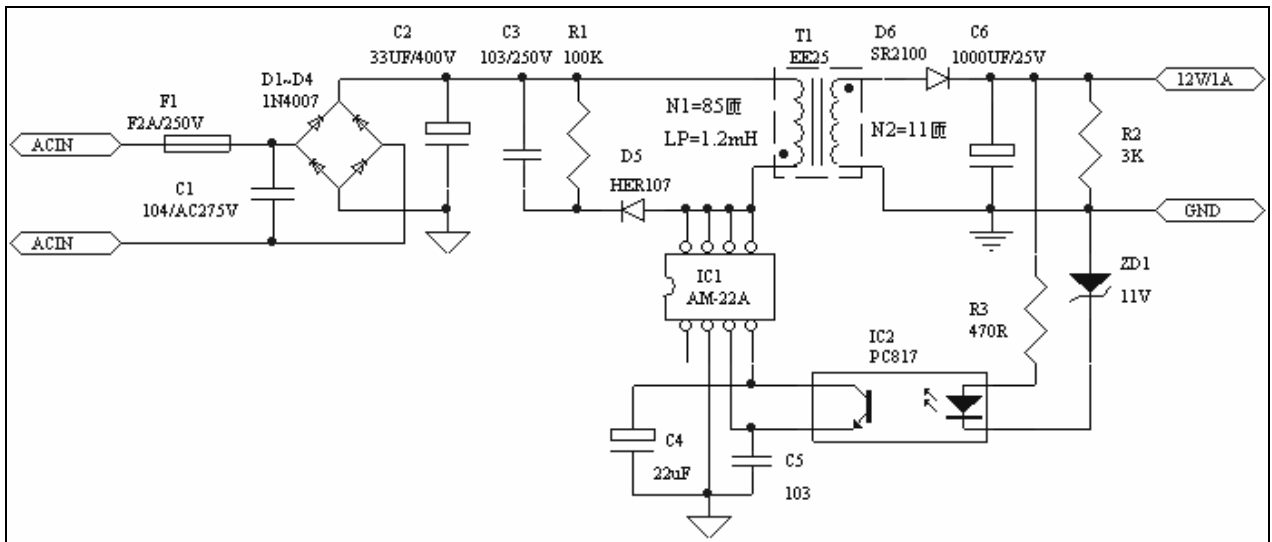 C2
33UF/400V
C3
103/250V
R1
100K
T1
EE25
D6
SR2100
C6
1000UF/25V
D1~D4
1N4007
F1
F2A/250V
ACIN
12W1A
N1=85匝
LP=1.2mH
N2=11匝
R2
3K
C1
104/AC275V
D5
HER107
ACIN
GND
IC1
AM-22A
ZD1
11V
R3
470R
IC2
PC817
C4
22uF
C5
103